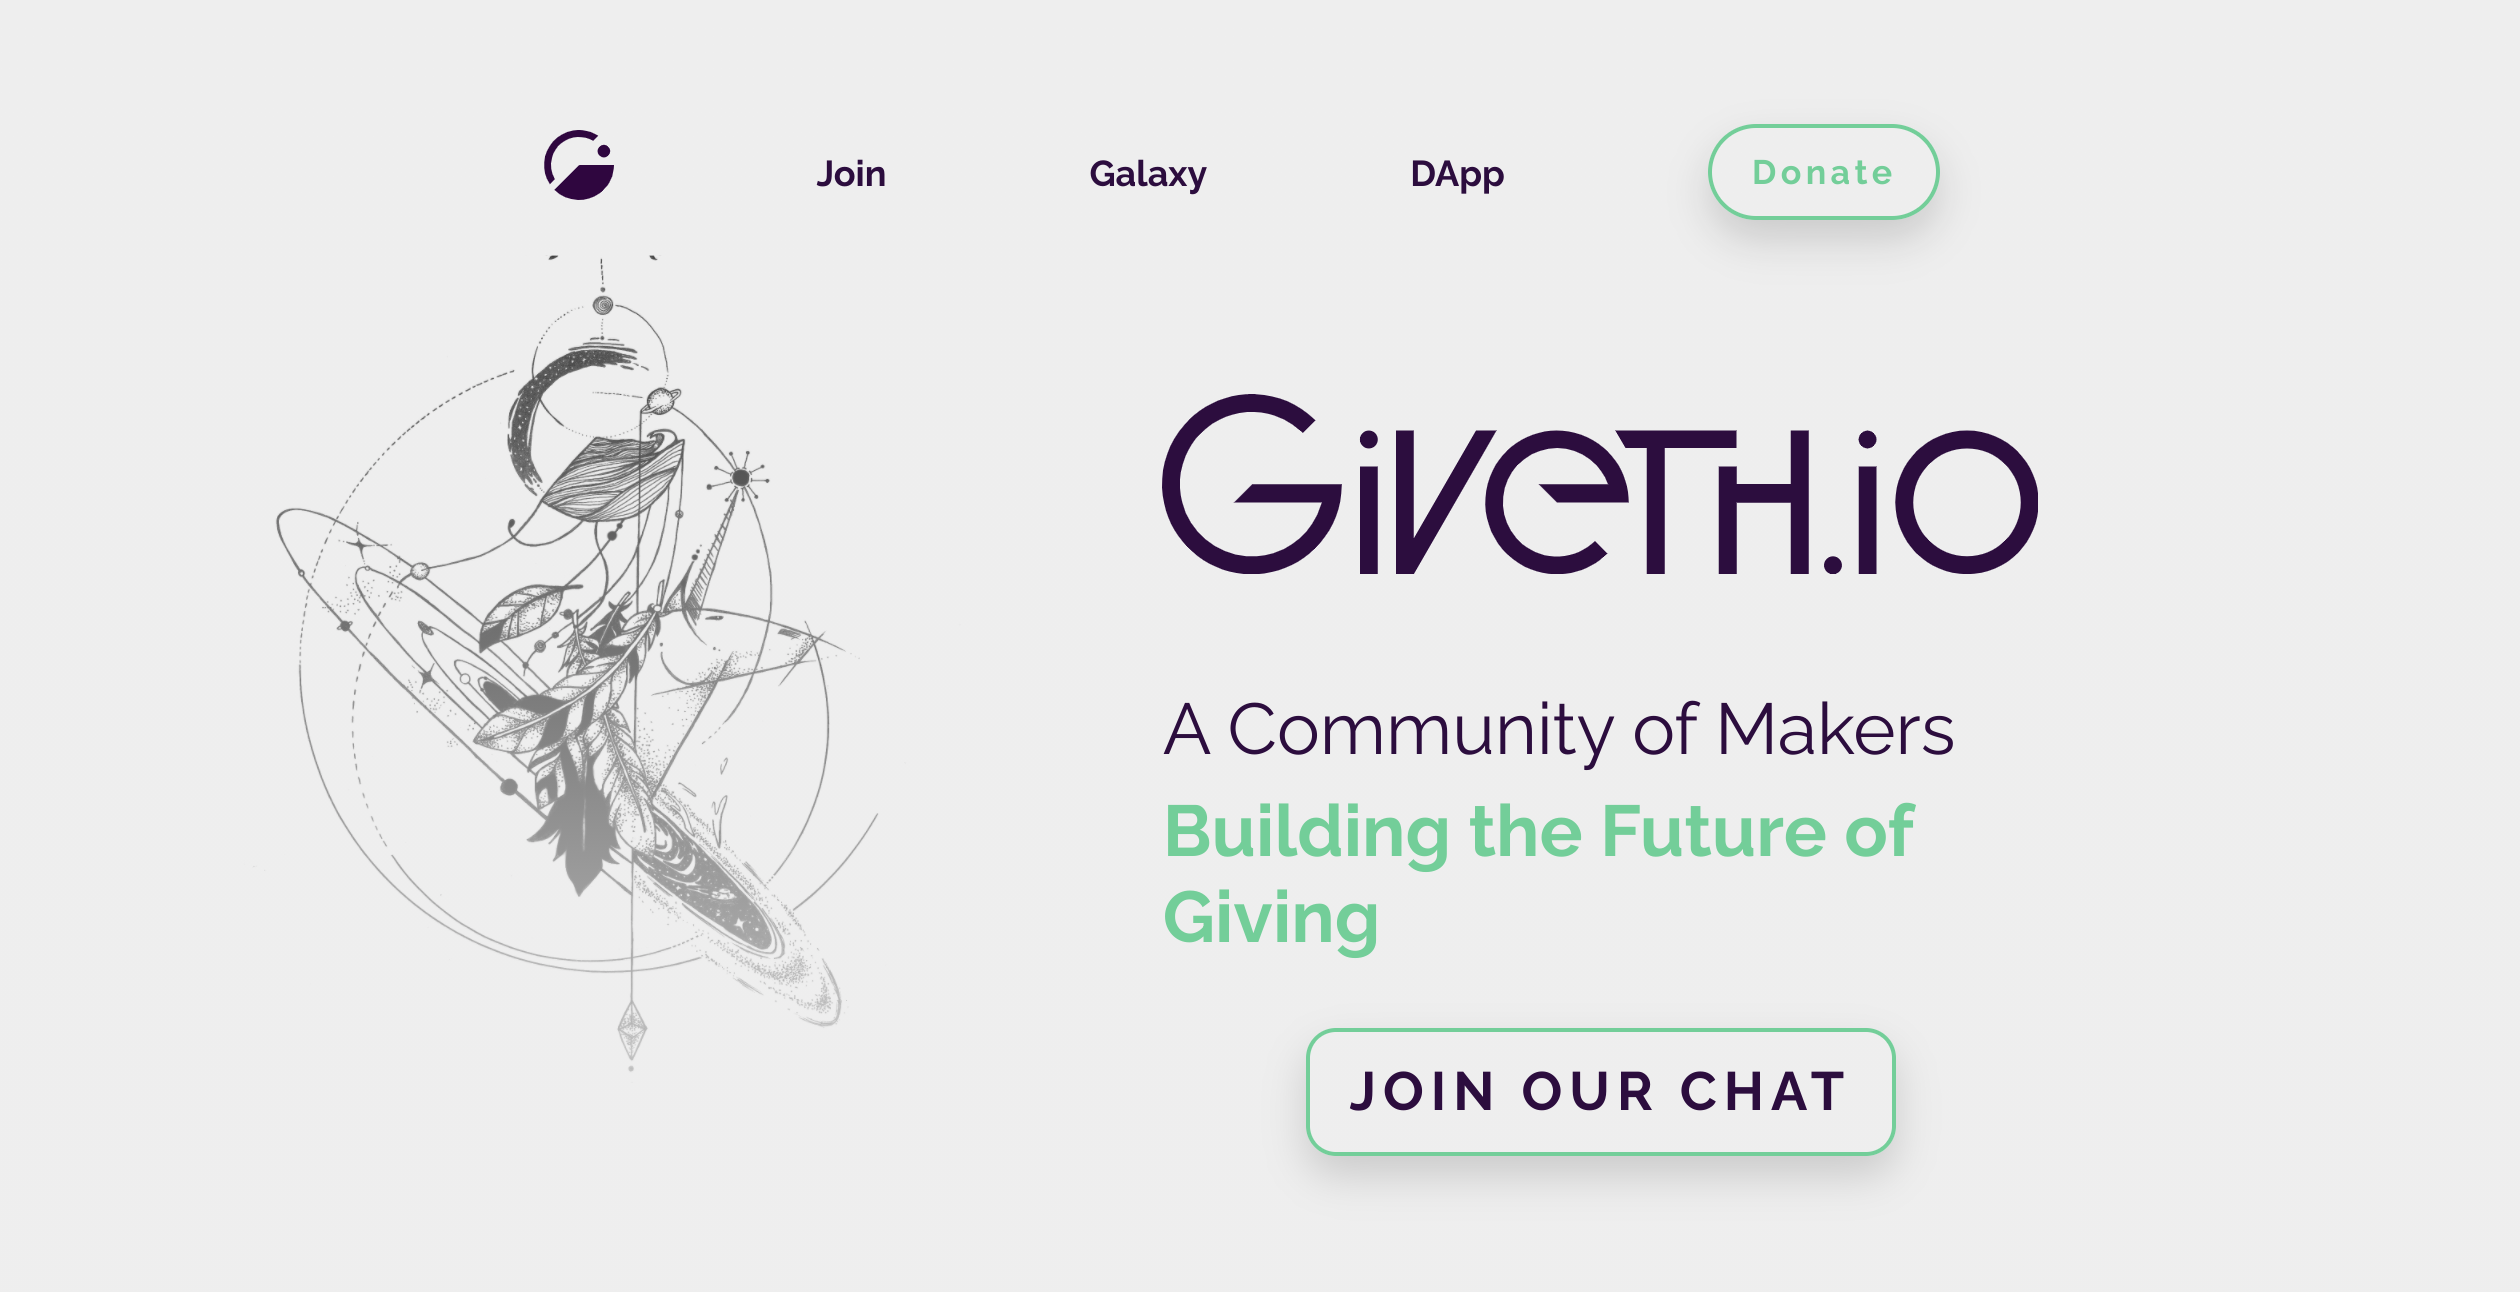 Join
Galaxy
DApp
Donate
GiVeTH.iO
A Community of Makers
Building the Future of
Giving
JOIN OUR CHAT